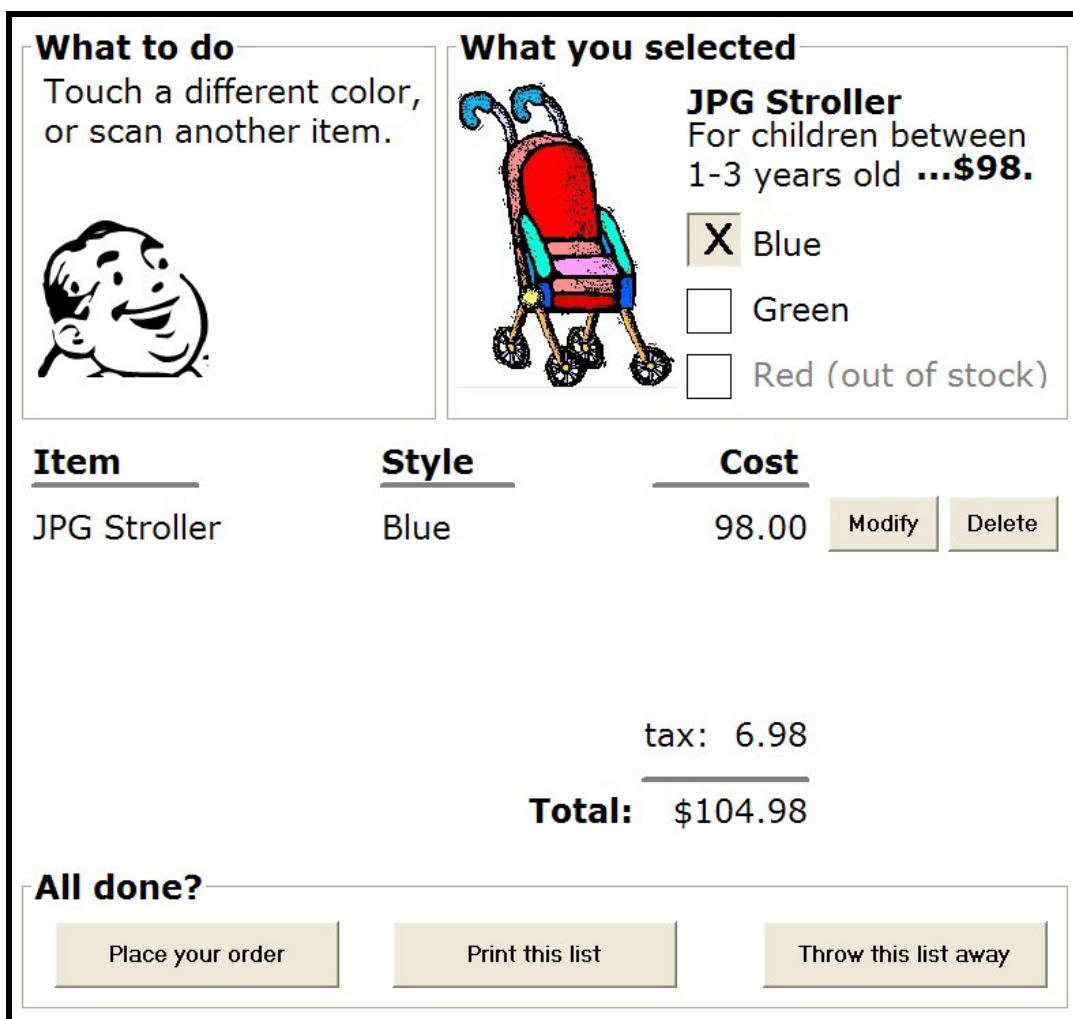 What to do
Touch a different color,
or scan another item.
What you selected
JPG Stroller
For children between
1-3 years old ...$98.
X Blue
Green
Red (out of stock)
Item Style Cost
JPG Stroller Blue 98.00 Modify Delete
tax: 6.98
Total: $104.98
All done?
Place your order Print this list Throw this list away